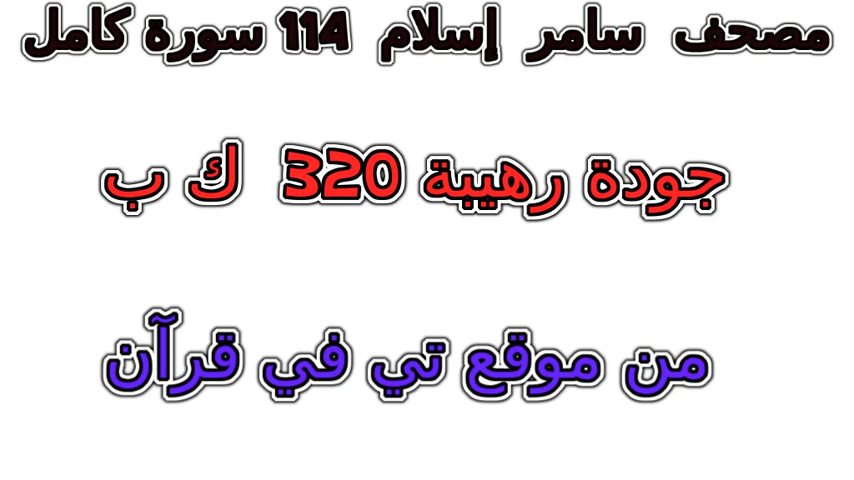 مصحف سامر إسلام 114 سورة كامل
جودة رهيبة 320 ك ب
من موقع تي في قرآن